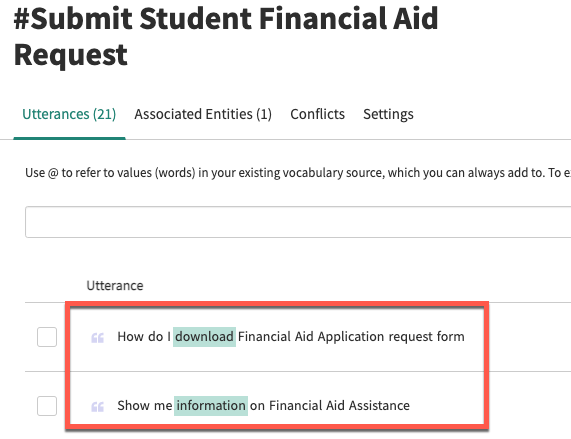 #Submit Student Financial Aid
Request
Utterances (21) Associated Entities (1) Conflicts Settings
Use @ to refer to values (words) in your existing vocabulary source, which you can always add to. To e
Utterance
How do I download Financial Aid Application request form
Show me information on Financial Aid Assistance